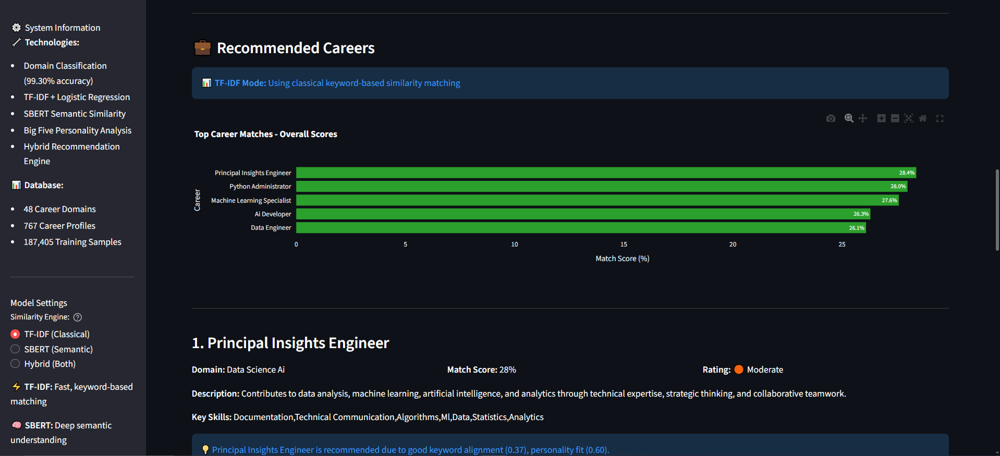 System Information
Technologies:
Domain Classification
(99.30% accuracy)
TF-IDF + Logistic Regression
SBERT Semantic Similarity
Big Five Personality Analysis
Hybrid Recommendation
Engine
Database:
48 Career Domains
767 Career Profiles
187,405 Training Samples
Model Settings
Similarity Engine: ?
TF-IDF (Classical)
SBERT (Semantic)
Hybrid (Both)
TF-IDF: Fast, keyword-based
matching
SBERT: Deep semantic
understanding
Recommended Careers
TF-IDF Mode: Using classical keyword-based similarity matching
Top Career Matches - Overall Scores
Career
Principal Insights Engineer 28.4%
Python Administrator 28.0%
Machine Learning Specialist 27.6%
Ai Developer 26.3%
Data Engineer 26.1%
0 5 10 15 20 25
Match Score (%)
1. Principal Insights Engineer
Domain: Data Science Ai Match Score: 28% Rating: Moderate
Description: Contributes to data analysis, machine learning, artificial intelligence, and analytics through technical expertise, strategic thinking, and collaborative teamwork.
Key Skills: Documentation,Technical Communication,Algorithms,Ml,Data,Statistics,Analytics
Principal Insights Engineer is recommended due to good keyword alignment (0.37), personality fit (0.60).